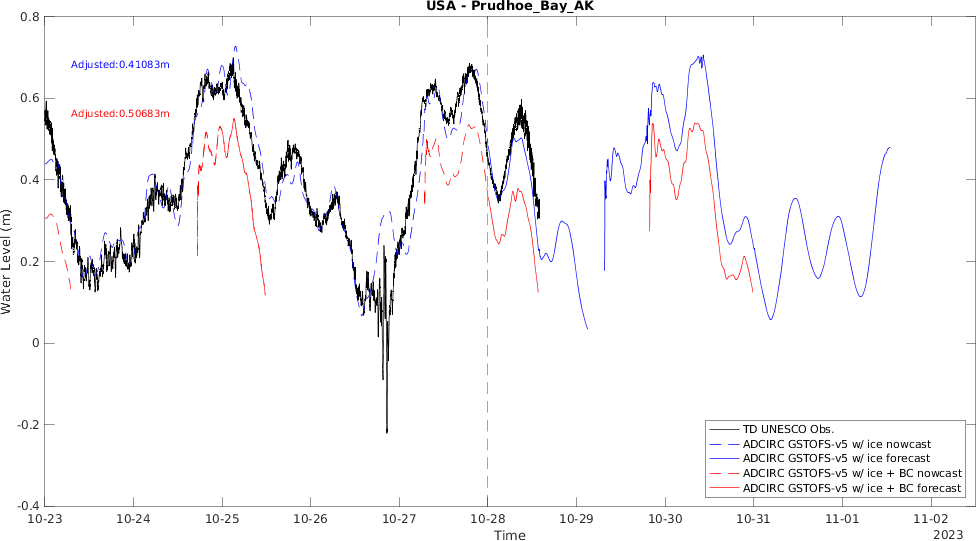 USA - Prudhoe_Bay_AK
0.8
0.6
0.4
0.2
0
-0.2
-0.4
Water Level (m)
Adjusted:0.41083m
Adjusted:0.50683m
TD UNESCO Obs.
ADCIRC GSTOFS-v5 w/ ice nowcast
ADCIRC GSTOFS-v5 w/ ice forecast
ADCIRC GSTOFS-v5 w/ ice + BC nowcast
ADCIRC GSTOFS-v5 w/ ice + BC forecast
10-23 10-24 10-25 10-26 10-27 10-28 10-29 10-30 10-31 11-01 11-02
Time
2023